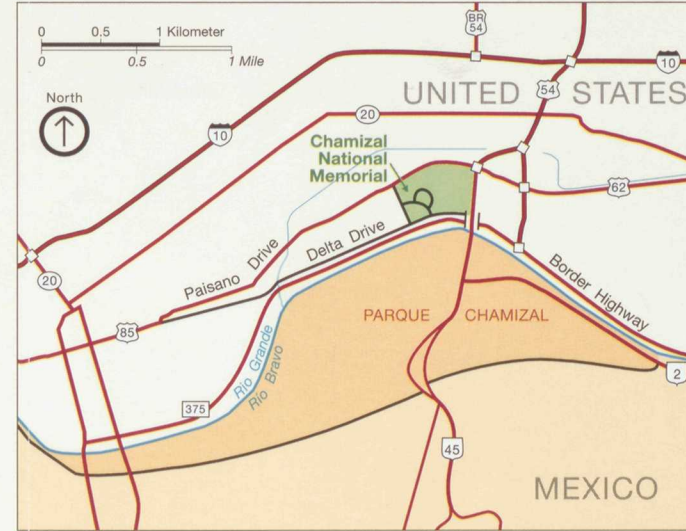 0 0.5 1 Kilometer
0 0.5 1 Mile
North
BR
54
10
54
UNITED STATES
20
10
Chamizal
National
Memorial
62
Paisano Drive
Delta Drive
Border Highway
20
85
PARQUE CHAMIZAL
Rio Grande
Rio Bravo
2
375
45
MEXICO